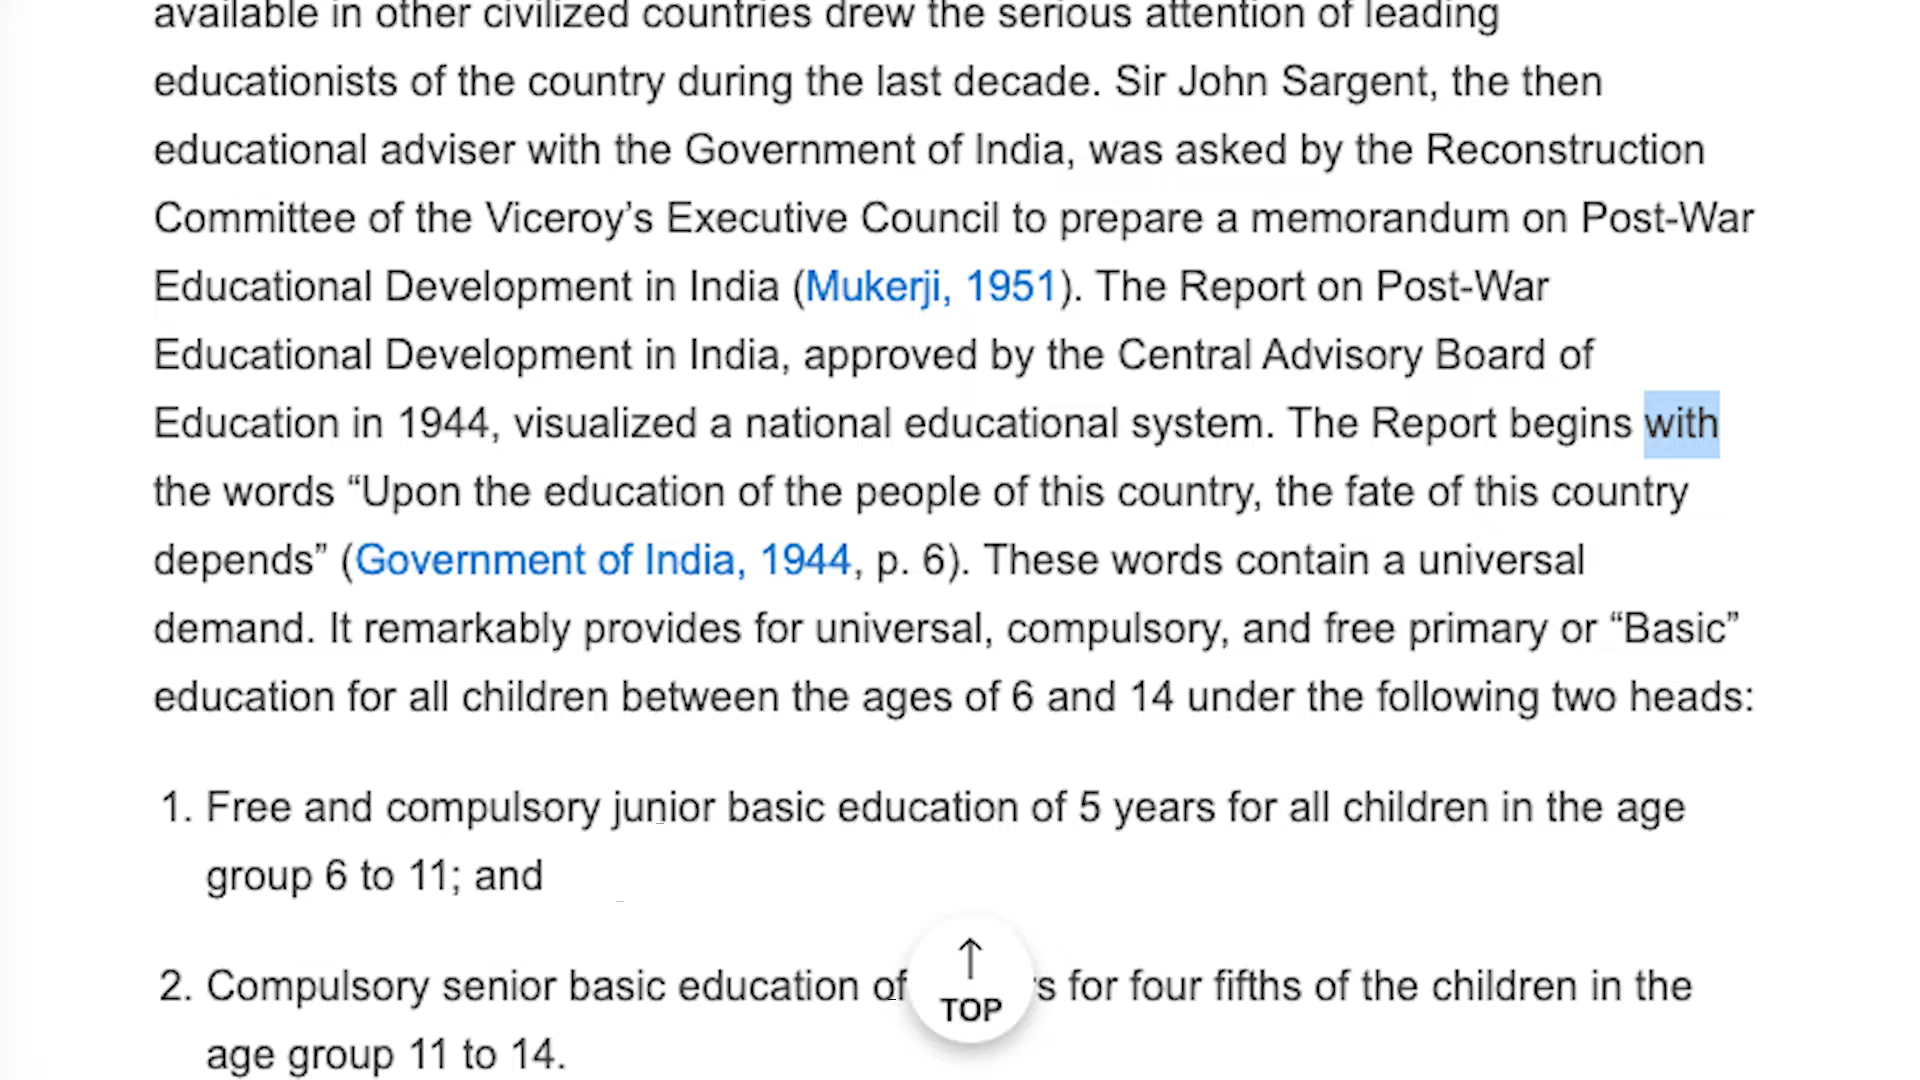 available in other civilized countries drew the serious attention of leading
educationists of the country during the last decade. Sir John Sargent, the then
educational adviser with the Government of India, was asked by the Reconstruction
Committee of the Viceroy’s Executive Council to prepare a memorandum on Post-War
Educational Development in India (Mukerji, 1951). The Report on Post-War
Educational Development in India, approved by the Central Advisory Board of
Education in 1944, visualized a national educational system. The Report begins with
the words “Upon the education of the people of this country, the fate of this country
depends” (Government of India, 1944, p. 6). These words contain a universal
demand. It remarkably provides for universal, compulsory, and free primary or “Basic”
education for all children between the ages of 6 and 14 under the following two heads:
1. Free and compulsory junior basic education of 5 years for all children in the age
group 6 to 11; and
2. Compulsory senior basic education of for four fifths of the children in the
age group 11 to 14.
↑
TOP